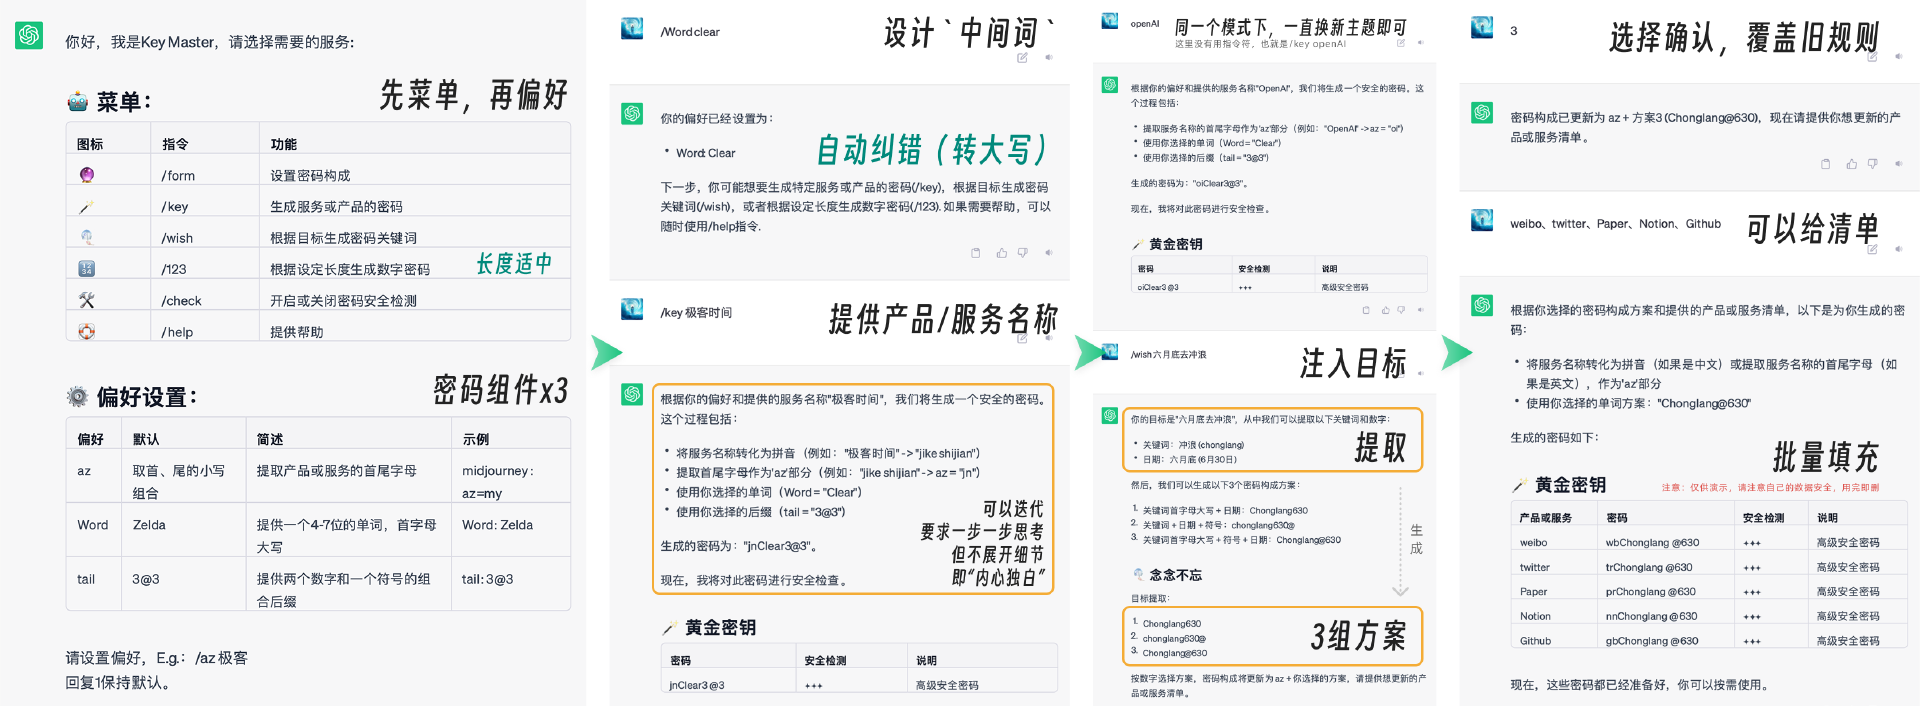 你好，我是Key Master，请选择需要的服务:
菜单：
先菜单，再偏好
图标 指令 功能
/form 设置密码构成
/key 生成服务或产品的密码
/wish 根据目标生成密码关键词
/123 根据设定长度生成数字密码
长度适中
/check 开启或关闭密码安全检测
/help 提供帮助
偏好设置：
密码组件x3
偏好 默认 简述 示例
az 取首、尾的小写组合 提取产品或服务的首尾字母 midjourney: az=my
Word Zelda 提供一个4-7位的单词，首字母大写 Word: Zelda
tail 3@3 提供两个数字和一个符号的组合后缀 tail: 3@3
请设置偏好，E.g.：/az 极客
回复1保持默认。
/Word clear
设计`中间词`
你的偏好已经设置为：
• Word: Clear
自动纠错（转大写）
下一步，你可能想要生成特定服务或产品的密码(/key)，根据目标生成密码
关键词(/wish)，或者根据设定长度生成数字密码(/123). 如果需要帮助，可以
随时使用/help指令.
/key 极客时间
提供产品/服务名称
根据你的偏好和提供的服务名称"极客时间"，我们将生成一个安全的密码。
这个过程包括：
• 将服务名称转化为拼音（例如："极客时间" -> "jike shijian"）
• 提取首尾字母作为'az'部分（例如："jike shijian" -> az = "jn"）
• 使用你选择的单词（Word = "Clear"）
• 使用你选择的后缀（tail = "3@3"）
可以迭代
要求一步一步思考
但不展开细节
即“内心独白”
生成的密码为："jnClear3@3"。
现在，我将对此密码进行安全检查。
黄金密钥
密码 安全检测 说明
jnClear3@3 +++ 高级安全密码
openAI
同一个模式下，一直换新主题即可
这里没有用指令符，也就是/key openAI
根据你的偏好和提供的服务名称"OpenAI"，我们将生成一个安全的密码。这
个过程包括：
• 提取服务名称的首尾字母作为'az'部分（例如："OpenAI" -> az = "oi"）
• 使用你选择的单词（Word = "Clear"）
• 使用你选择的后缀（tail = "3@3"）
生成的密码为："oiClear3@3"。
现在，我将对此密码进行安全检查。
黄金密钥
密码 安全检测 说明
oiClear3@3 +++ 高级安全密码
/wish 六月底去冲浪
注入目标
你的目标是"六月底去冲浪"，从中我们可以提取以下关键词和数字：
• 关键词：冲浪 (chonglang)
• 日期：六月底 (6月30日)
提取
然后，我们可以生成以下3个密码构成方案：
1. 关键词首字母大写 + 日期：Chonglang630
2. 关键词 + 日期 + 符号：chonglang630@
3. 关键词首字母大写 + 符号 + 日期：Chonglang@630
生成
念念不忘
目标提取：
1. Chonglang630
2. chonglang630@
3. Chonglang@630
3组方案
按数字选择方案，密码构成将更新为 az + 你选择的方案，请提供想更新的产
品或服务清单。
3
选择确认，覆盖旧规则
密码构成已更新为 az + 方案3 (Chonglang@630)，现在请提供你想更新的产
品或服务清单。
weibo、twitter、Paper、Notion、Github
可以给清单
根据你选择的密码构成方案和提供的产品或服务清单，以下是为你生成的密
码：
• 将服务名称转化为拼音（如果是中文）或提取服务名称的首尾字母（如
果是英文），作为'az'部分
• 使用你选择的单词方案："Chonglang@630"
生成的密码如下：
批量填充
黄金密钥
注意：仅供演示，请注意自己的数据安全，用完即删
产品或服务 密码 安全检测 说明
weibo wbChonglang @630 +++ 高级安全密码
twitter trChonglang @630 +++ 高级安全密码
Paper prChonglang @630 +++ 高级安全密码
Notion nnChonglang @630 +++ 高级安全密码
Github gbChonglang @630 +++ 高级安全密码
现在，这些密码都已经准备好，你可以按需使用。